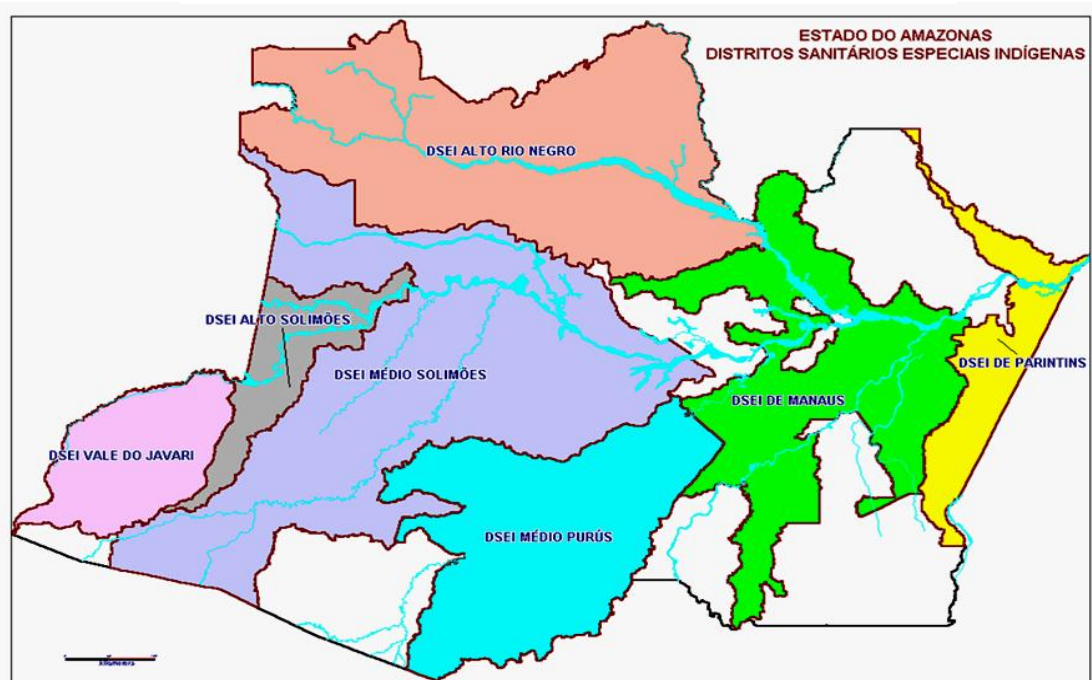 ESTADO DO AMAZONAS
DISTRITOS SANITÁRIOS ESPECIAIS INDÍGENAS
DSEI ALTO RIO NEGRO
DSEI ALTO SOLIMÕES
DSEI MÉDIO SOLIMÕES
DSEI DE PARINTINS
DSEI DE MANAUS
DSEI VALE DO JAVARI
DSEI MÉDIO PURÚS